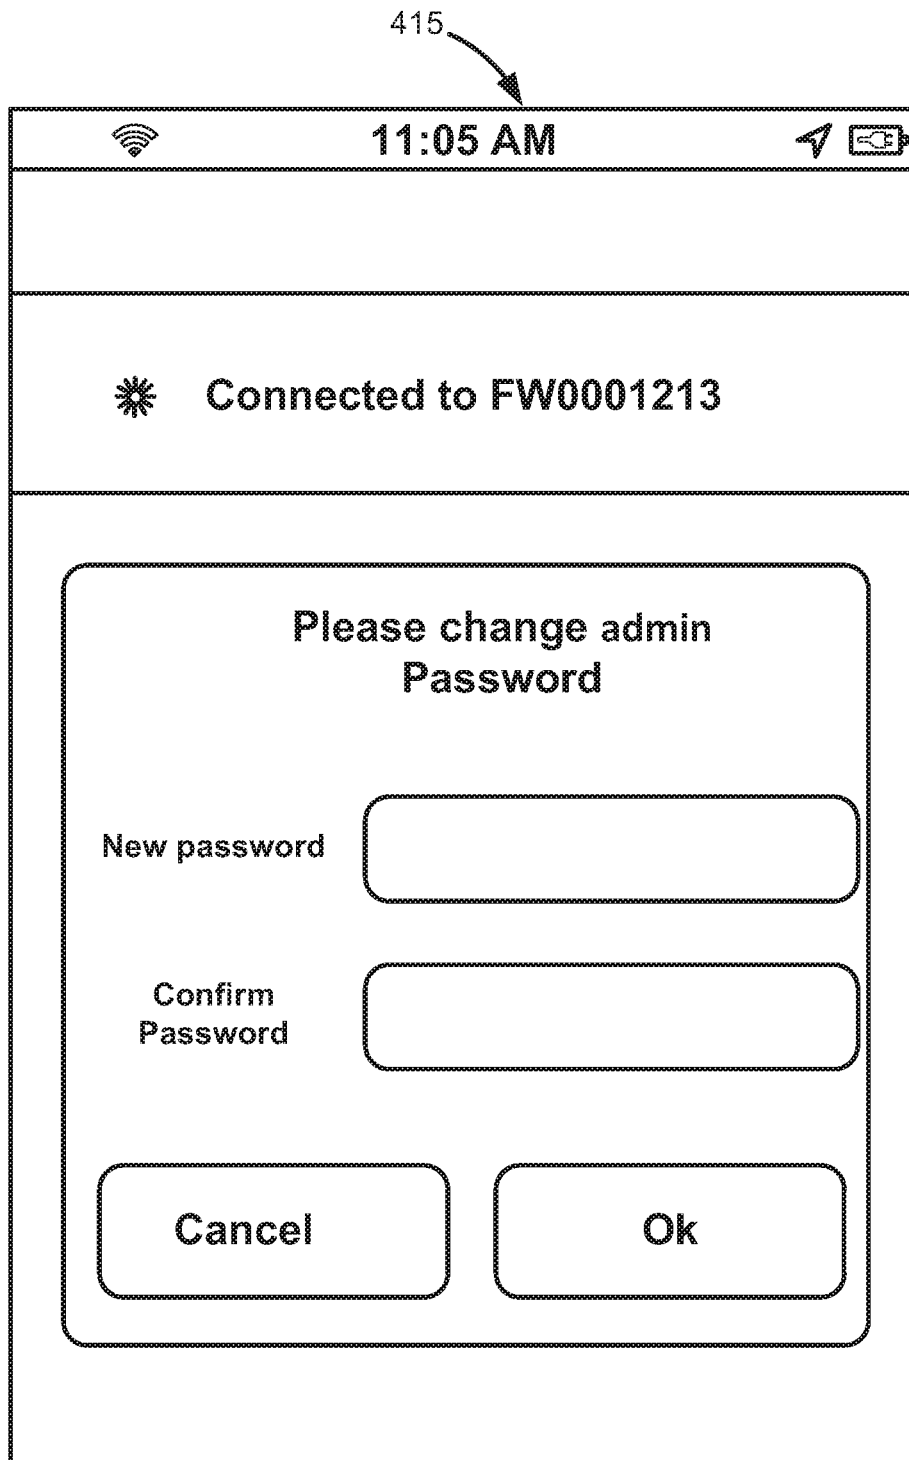 415
11:05 AM
Connected to FW0001213
Please change admin
Password
New password
Confirm
Password
Cancel
Ok